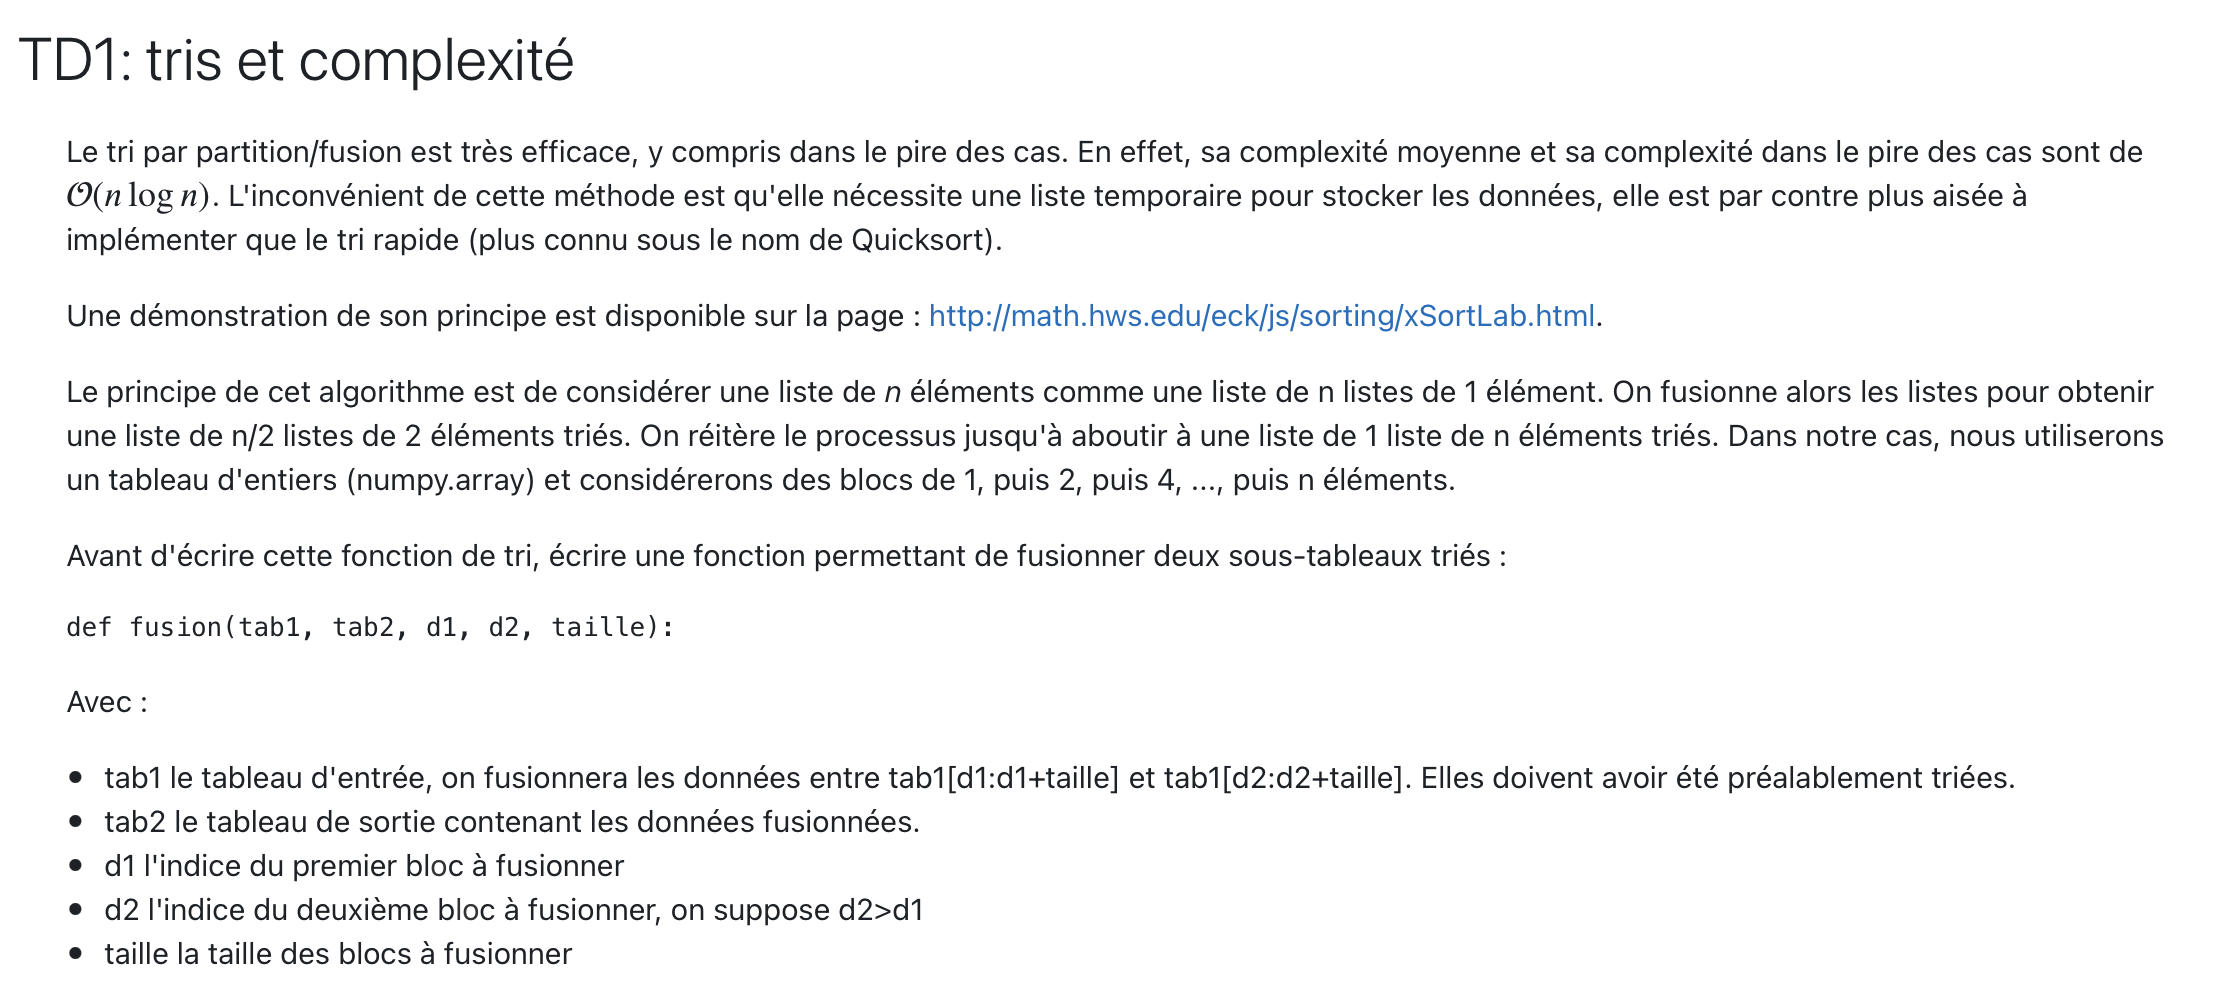 TD1: tris et complexité
Le tri par partition/fusion est très efficace, y compris dans le pire des cas. En effet, sa complexité moyenne et sa complexité dans le pire des cas sont de
𝒪(n log n). L'inconvénient de cette méthode est qu'elle nécessite une liste temporaire pour stocker les données, elle est par contre plus aisée à
implémenter que le tri rapide (plus connu sous le nom de Quicksort).
Une démonstration de son principe est disponible sur la page : http://math.hws.edu/eck/js/sorting/xSortLab.html.
Le principe de cet algorithme est de considérer une liste de n éléments comme une liste de n listes de 1 élément. On fusionne alors les listes pour obtenir
une liste de n/2 listes de 2 éléments triés. On réitère le processus jusqu'à aboutir à une liste de 1 liste de n éléments triés. Dans notre cas, nous utiliserons
un tableau d'entiers (numpy.array) et considérerons des blocs de 1, puis 2, puis 4, ..., puis n éléments.
Avant d'écrire cette fonction de tri, écrire une fonction permettant de fusionner deux sous-tableaux triés :
def fusion(tab1, tab2, d1, d2, taille):
Avec :
• tab1 le tableau d'entrée, on fusionnera les données entre tab1[d1:d1+taille] et tab1[d2:d2+taille]. Elles doivent avoir été préalablement triées.
• tab2 le tableau de sortie contenant les données fusionnées.
• d1 l'indice du premier bloc à fusionner
• d2 l'indice du deuxième bloc à fusionner, on suppose d2>d1
• taille la taille des blocs à fusionner